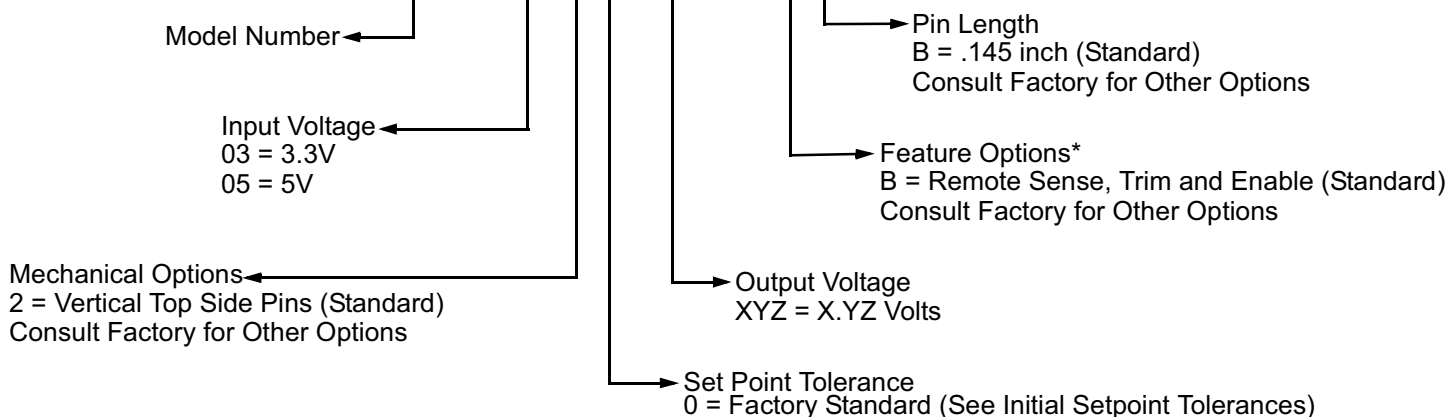 Model Number
Pin Length
B = .145 inch (Standard)
Consult Factory for Other Options
Input Voltage
03 = 3.3V
05 = 5V
Feature Options*
B = Remote Sense, Trim and Enable (Standard)
Consult Factory for Other Options
Mechanical Options
2 = Vertical Top Side Pins (Standard)
Consult Factory for Other Options
Output Voltage
XYZ = X.YZ Volts
Set Point Tolerance
0 = Factory Standard (See Initial Setpoint Tolerances)